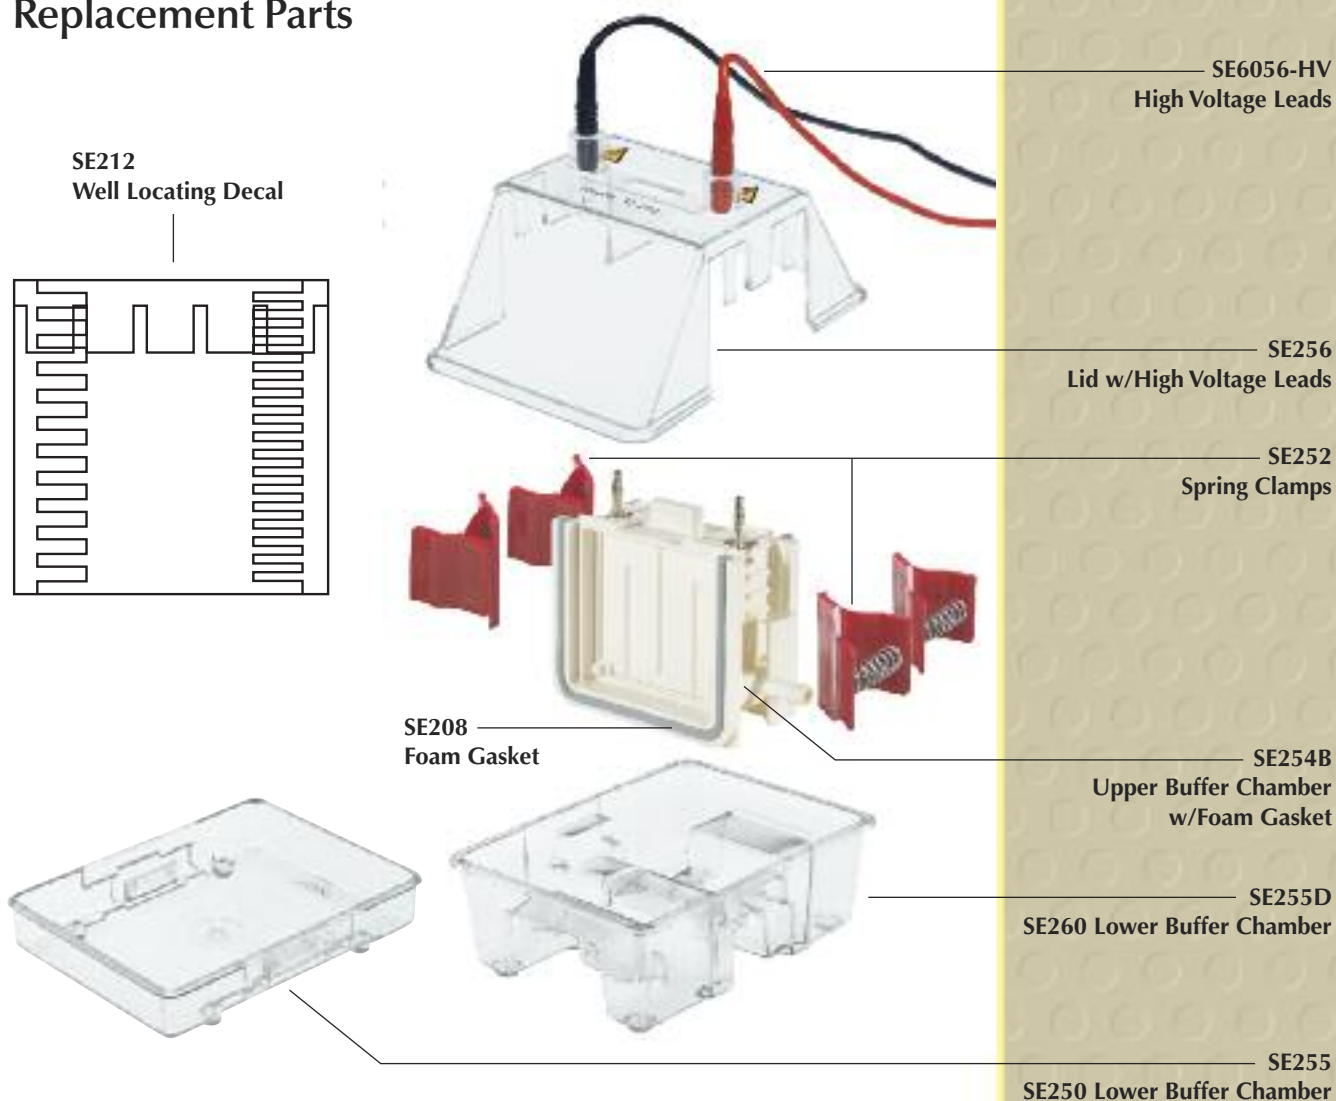 Replacement Parts
SE6056-HV
High Voltage Leads
SE212
Well Locating Decal
SE256
Lid w/High Voltage Leads
SE252
Spring Clamps
SE208
Foam Gasket
SE254B
Upper Buffer Chamber
w/Foam Gasket
SE255D
SE260 Lower Buffer Chamber
SE255
SE250 Lower Buffer Chamber